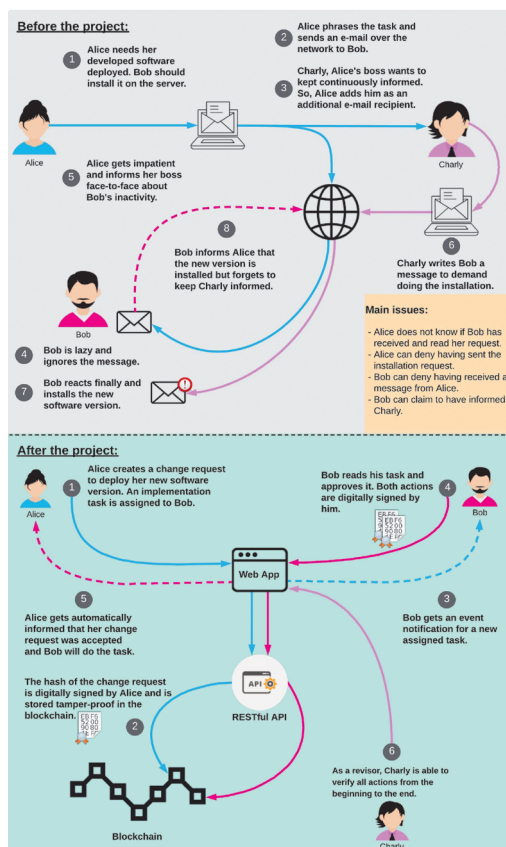 Before the project:
1
Alice needs her
developed software
deployed. Bob should
install it on the server.
2
Alice phrases the task and
sends an e-mail over the
network to Bob.
3
Charly, Alice's boss wants to
kept continuously informed.
So, Alice adds him as an
additional e-mail recipient.
Alice
Charly
5
Alice gets impatient
and informs her boss
face-to-face about
Bob's inactivity.
8
Bob informs Alice that
the new version is
installed but forgets to
keep Charly informed.
6
Charly writes Bob a
message to demand
doing the installation.
Bob
4
Bob is lazy and
ignores the message.
7
Bob reacts finally and
installs the new
software version.
Main issues:
- Alice does not know if Bob has
received and read her request.
- Alice can deny having sent the
installation request.
- Bob can deny having received a
message from Alice.
- Bob can claim to have informed
Charly.
After the project:
1
Alice creates a change request
to deploy her new software
version. An implementation
task is assigned to Bob.
Alice
Bob reads his task and
approves it. Both actions
are digitally signed by
him.
4
Bob
Web App
5
Alice gets automatically
informed that her change
request was accepted
and Bob will do the task.
3
Bob gets an event
notification for a new
assigned task.
The hash of the change request
is digitally signed by Alice and is
stored tamper-proof in the
blockchain.
2
API
RESTful API
6
As a revisor, Charly is able to
verify all actions from the
beginning to the end.
Blockchain
Charly